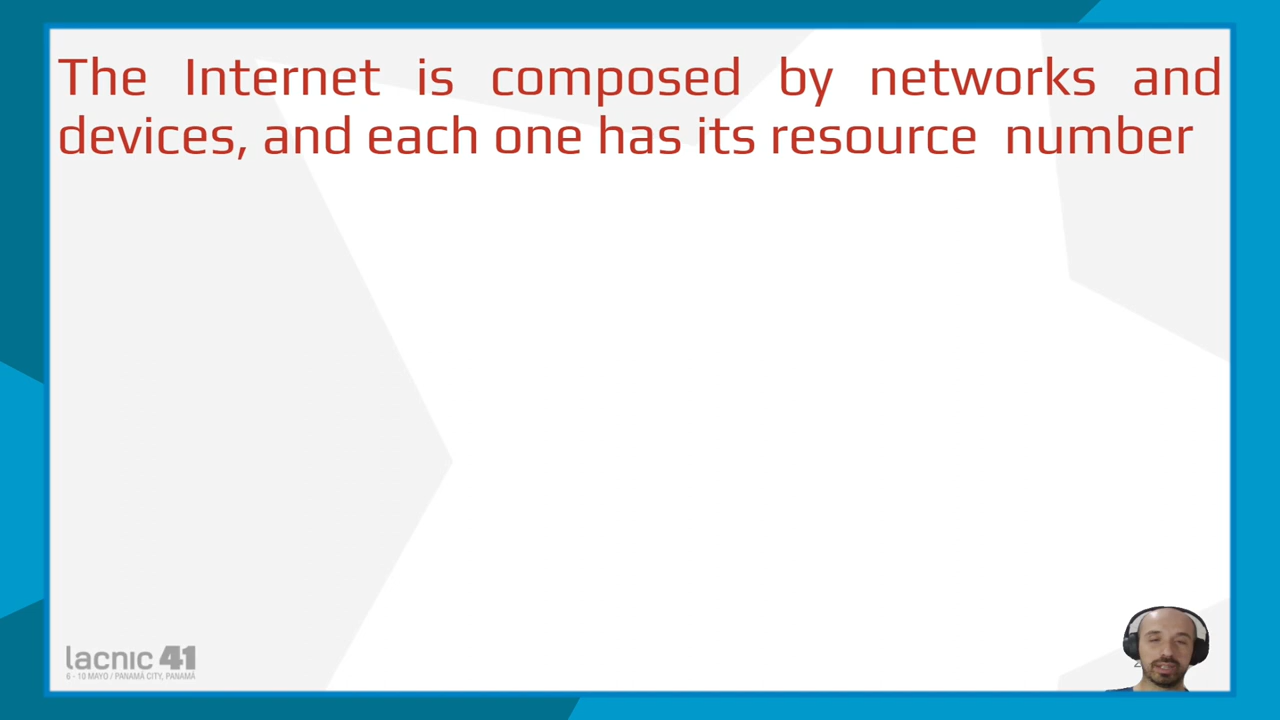 The Internet is composed by networks and
devices, and each one has its resource number
lacnic 41
6 - 10 MAYO / PANAMÁ CITY, PANAMÁ